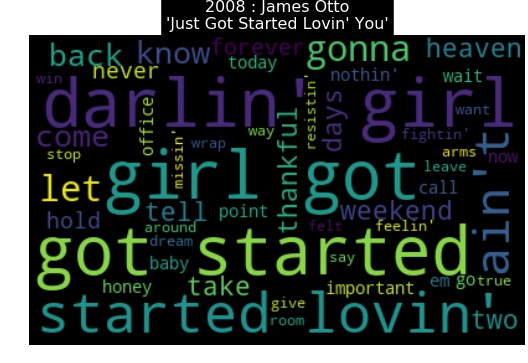 2008 : James Otto
'Just Got Started Lovin' You'
back know forever gonna heaven
never today nothin' wait
win darlin' girl
office resistin' days want
come missin' way thankful fightin'
stop wrap arms now
let girl got ain't
leave call
hold tell point weekend
around felt feelin'
got started
dream say
baby honey take important em go true
give
started lovin' two
room